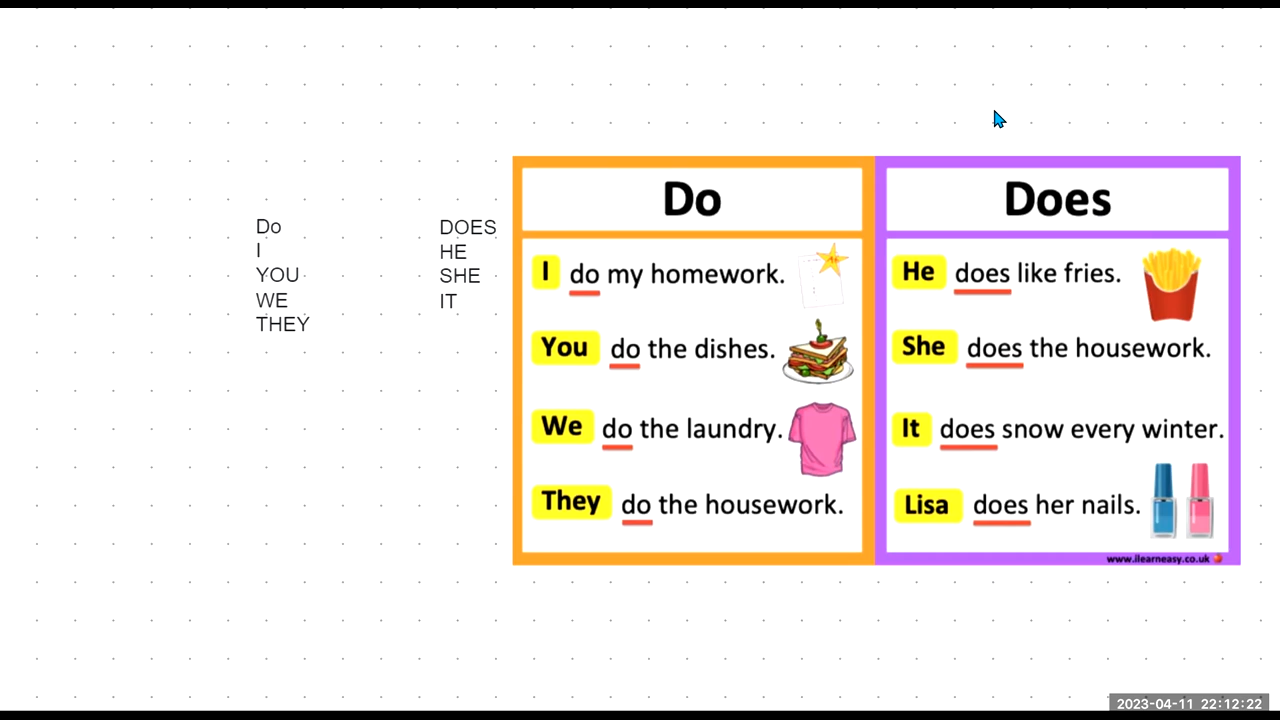 Do
I
YOU
WE
THEY
DOES
HE
SHE
IT
Do
I do my homework.
You do the dishes.
We do the laundry.
They do the housework.
Does
He does like fries.
She does the housework.
It does snow every winter.
Lisa does her nails.
www.ilearneasy.co.uk
2023-04-11 22:12:22